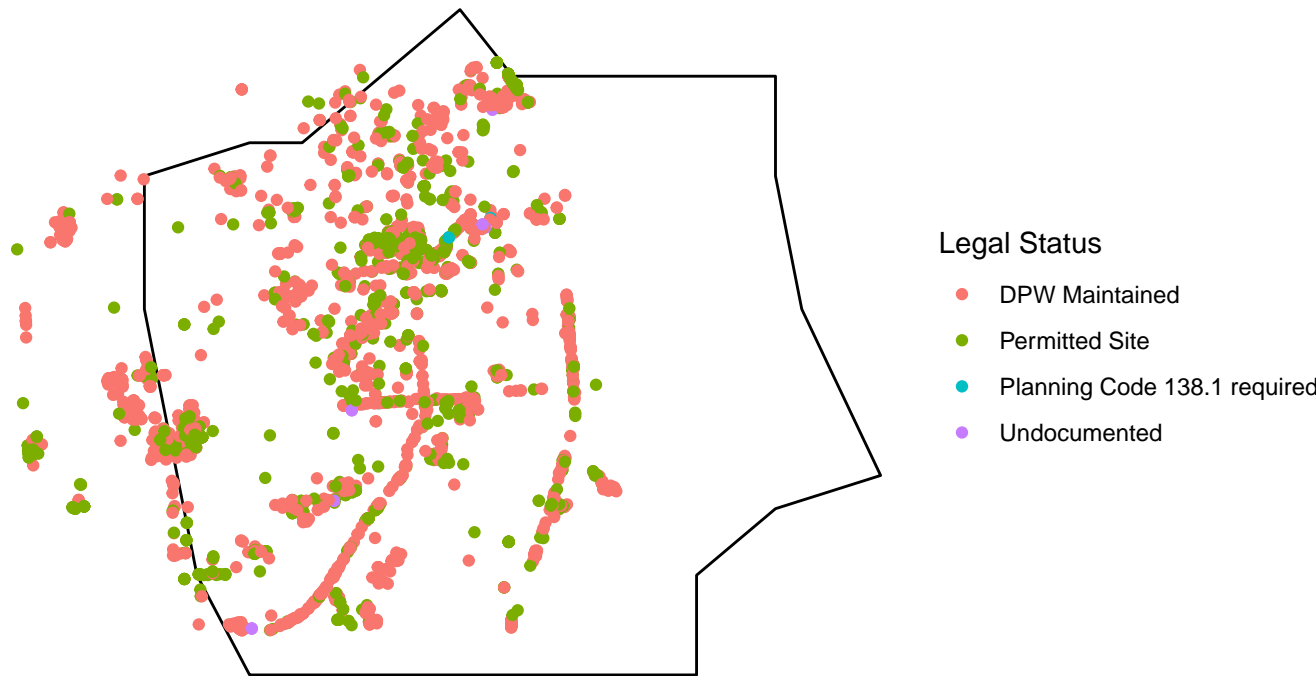 Legal Status
DPW Maintained
Permitted Site
Planning Code 138.1 required
Undocumented